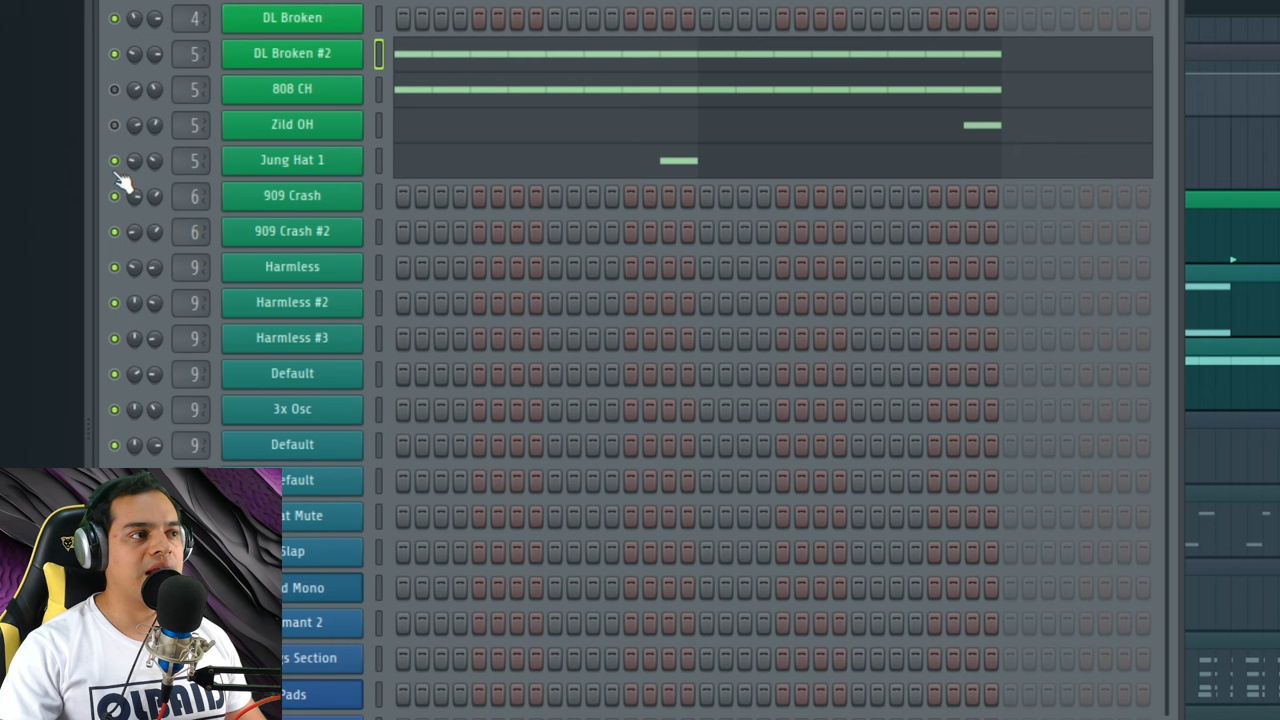 4 DL Broken
5 DL Broken #2
5 808 CH
5 Zild OH
5 Jung Hat 1
6 909 Crash
6 909 Crash #2
9 Harmless
9 Harmless #2
9 Harmless #3
9 Default
9 3x Osc
9 Default
efault
at Mute
Slap
d Mono
mant 2
s Section
Pads